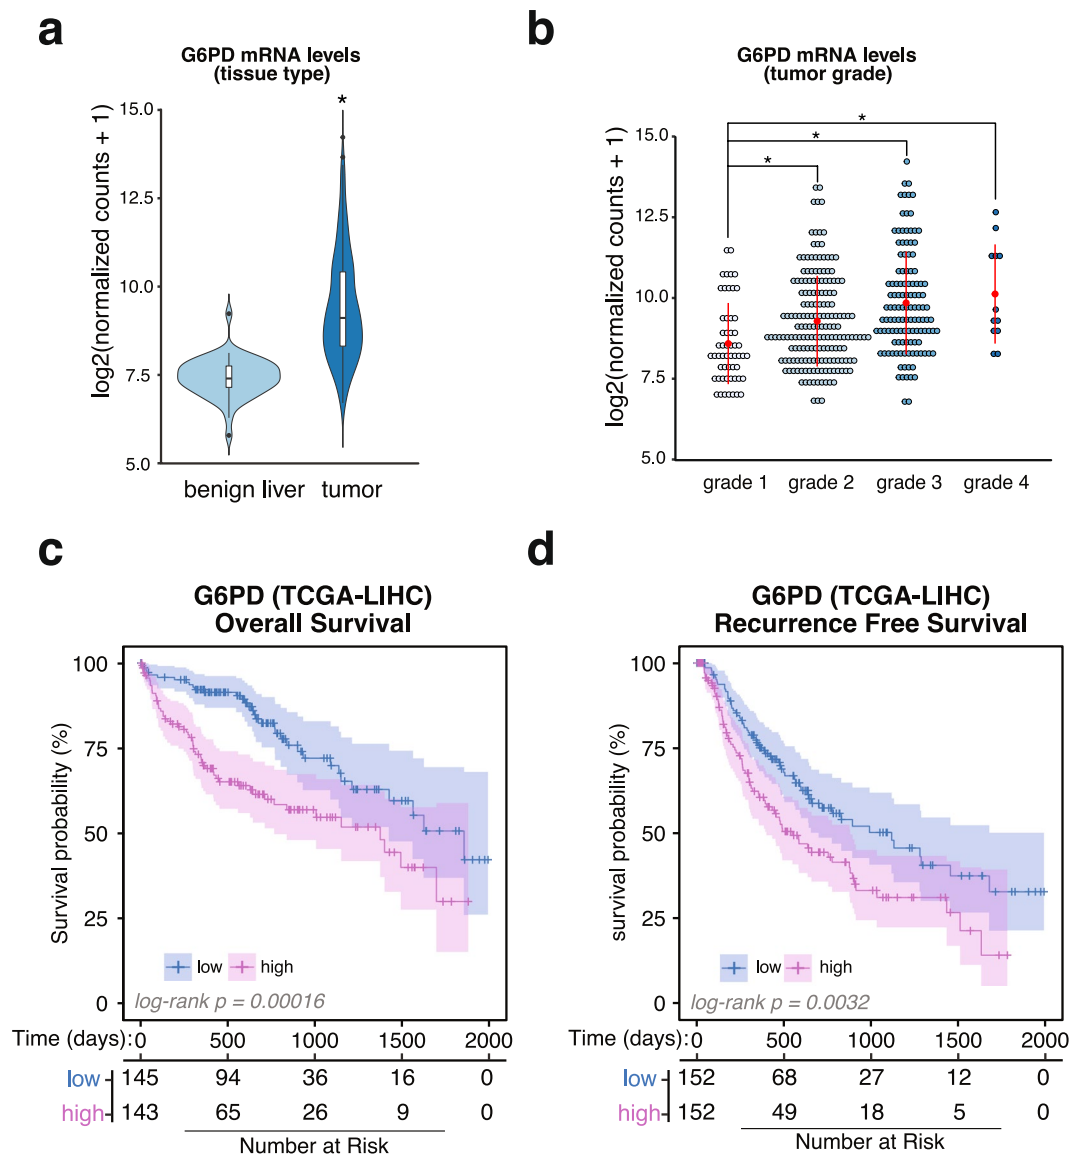 a
G6PD mRNA levels
(tissue type)
log2(normalized counts + 1)
15.0
12.5
10.0
7.5
5.0
*
benign liver tumor
b
G6PD mRNA levels
(tumor grade)
log2(normalized counts + 1)
15.0
12.5
10.0
7.5
5.0
*
*
*
grade 1 grade 2 grade 3 grade 4
c
G6PD (TCGA-LIHC)
Overall Survival
Survival probability (%)
100
75
50
25
0
low high
log-rank p = 0.00016
Time (days): 0 500 1000 1500 2000
low 145 94 36 16 0
high 143 65 26 9 0
Number at Risk
d
G6PD (TCGA-LIHC)
Recurrence Free Survival
survival probability (%)
100
75
50
25
0
low high
log-rank p = 0.0032
Time (days): 0 500 1000 1500 2000
low 152 68 27 12 0
high 152 49 18 5 0
Number at Risk